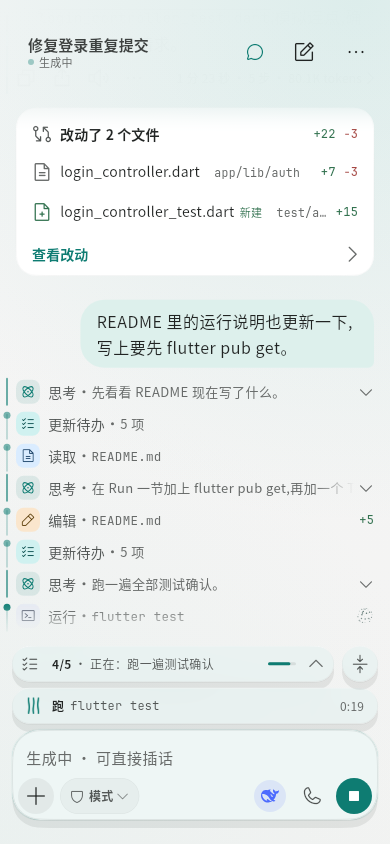 修复登录重复提交
生成中
改动了 2 个文件 +22 -3
login_controller.dart app/lib/auth +7 -3
login_controller_test.dart 新建 test/a… +15
查看改动
README 里的运行说明也更新一下,
写上要先 flutter pub get。
思考 · 先看看 README 现在写了什么。
更新待办 · 5 项
读取 · README.md
思考 · 在 Run 一节加上 flutter pub get,再加一个
编辑 · README.md +5
更新待办 · 5 项
思考 · 跑一遍全部测试确认。
运行 · flutter test
4/5 · 正在：跑一遍测试确认
跑 flutter test 0:19
生成中 · 可直接插话
模式